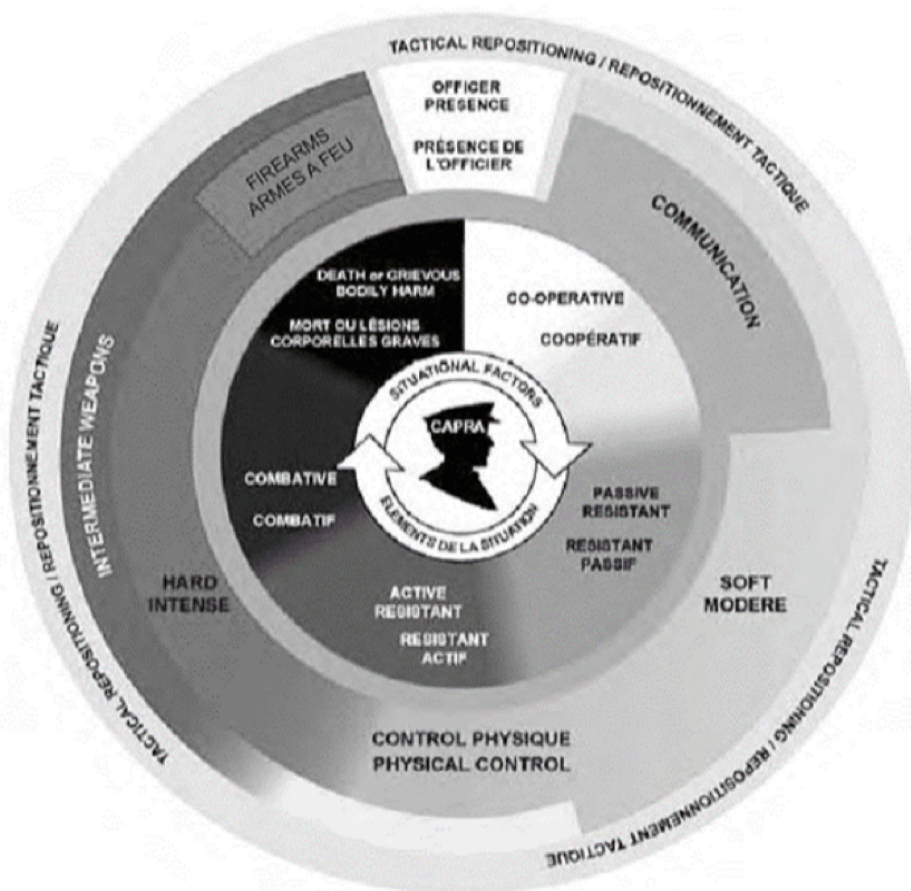 TACTICAL REPOSITIONING / REPOSITIONNEMENT TACTIQUE
OFFICER
PRESENCE
PRÉSENCE DE
L'OFFICIER
FIREARMS
ARMES A FEU
COMMUNICATION
DEATH or GRIEVOUS
BODILY HARM
MORT OU LÉSIONS
CORPORELLES GRAVES
CO-OPERATIVE
COOPÉRATIF
SITUATIONAL FACTORS
CAPRA
ELEMENTS DE LA SITUATION
COMBATIVE
COMBATIF
PASSIVE
RESISTANT
RESISTANT
PASSIF
ACTIVE
RESISTANT
RESISTANT
ACTIF
INTERMEDIATE WEAPONS
HARD
INTENSE
SOFT
MODERE
CONTROL PHYSIQUE
PHYSICAL CONTROL
TACTICAL REPOSITIONING / REPOSITIONNEMENT TACTIQUE
TACTICAL REPOSITIONING / REPOSITIONNEMENT TACTIQUE